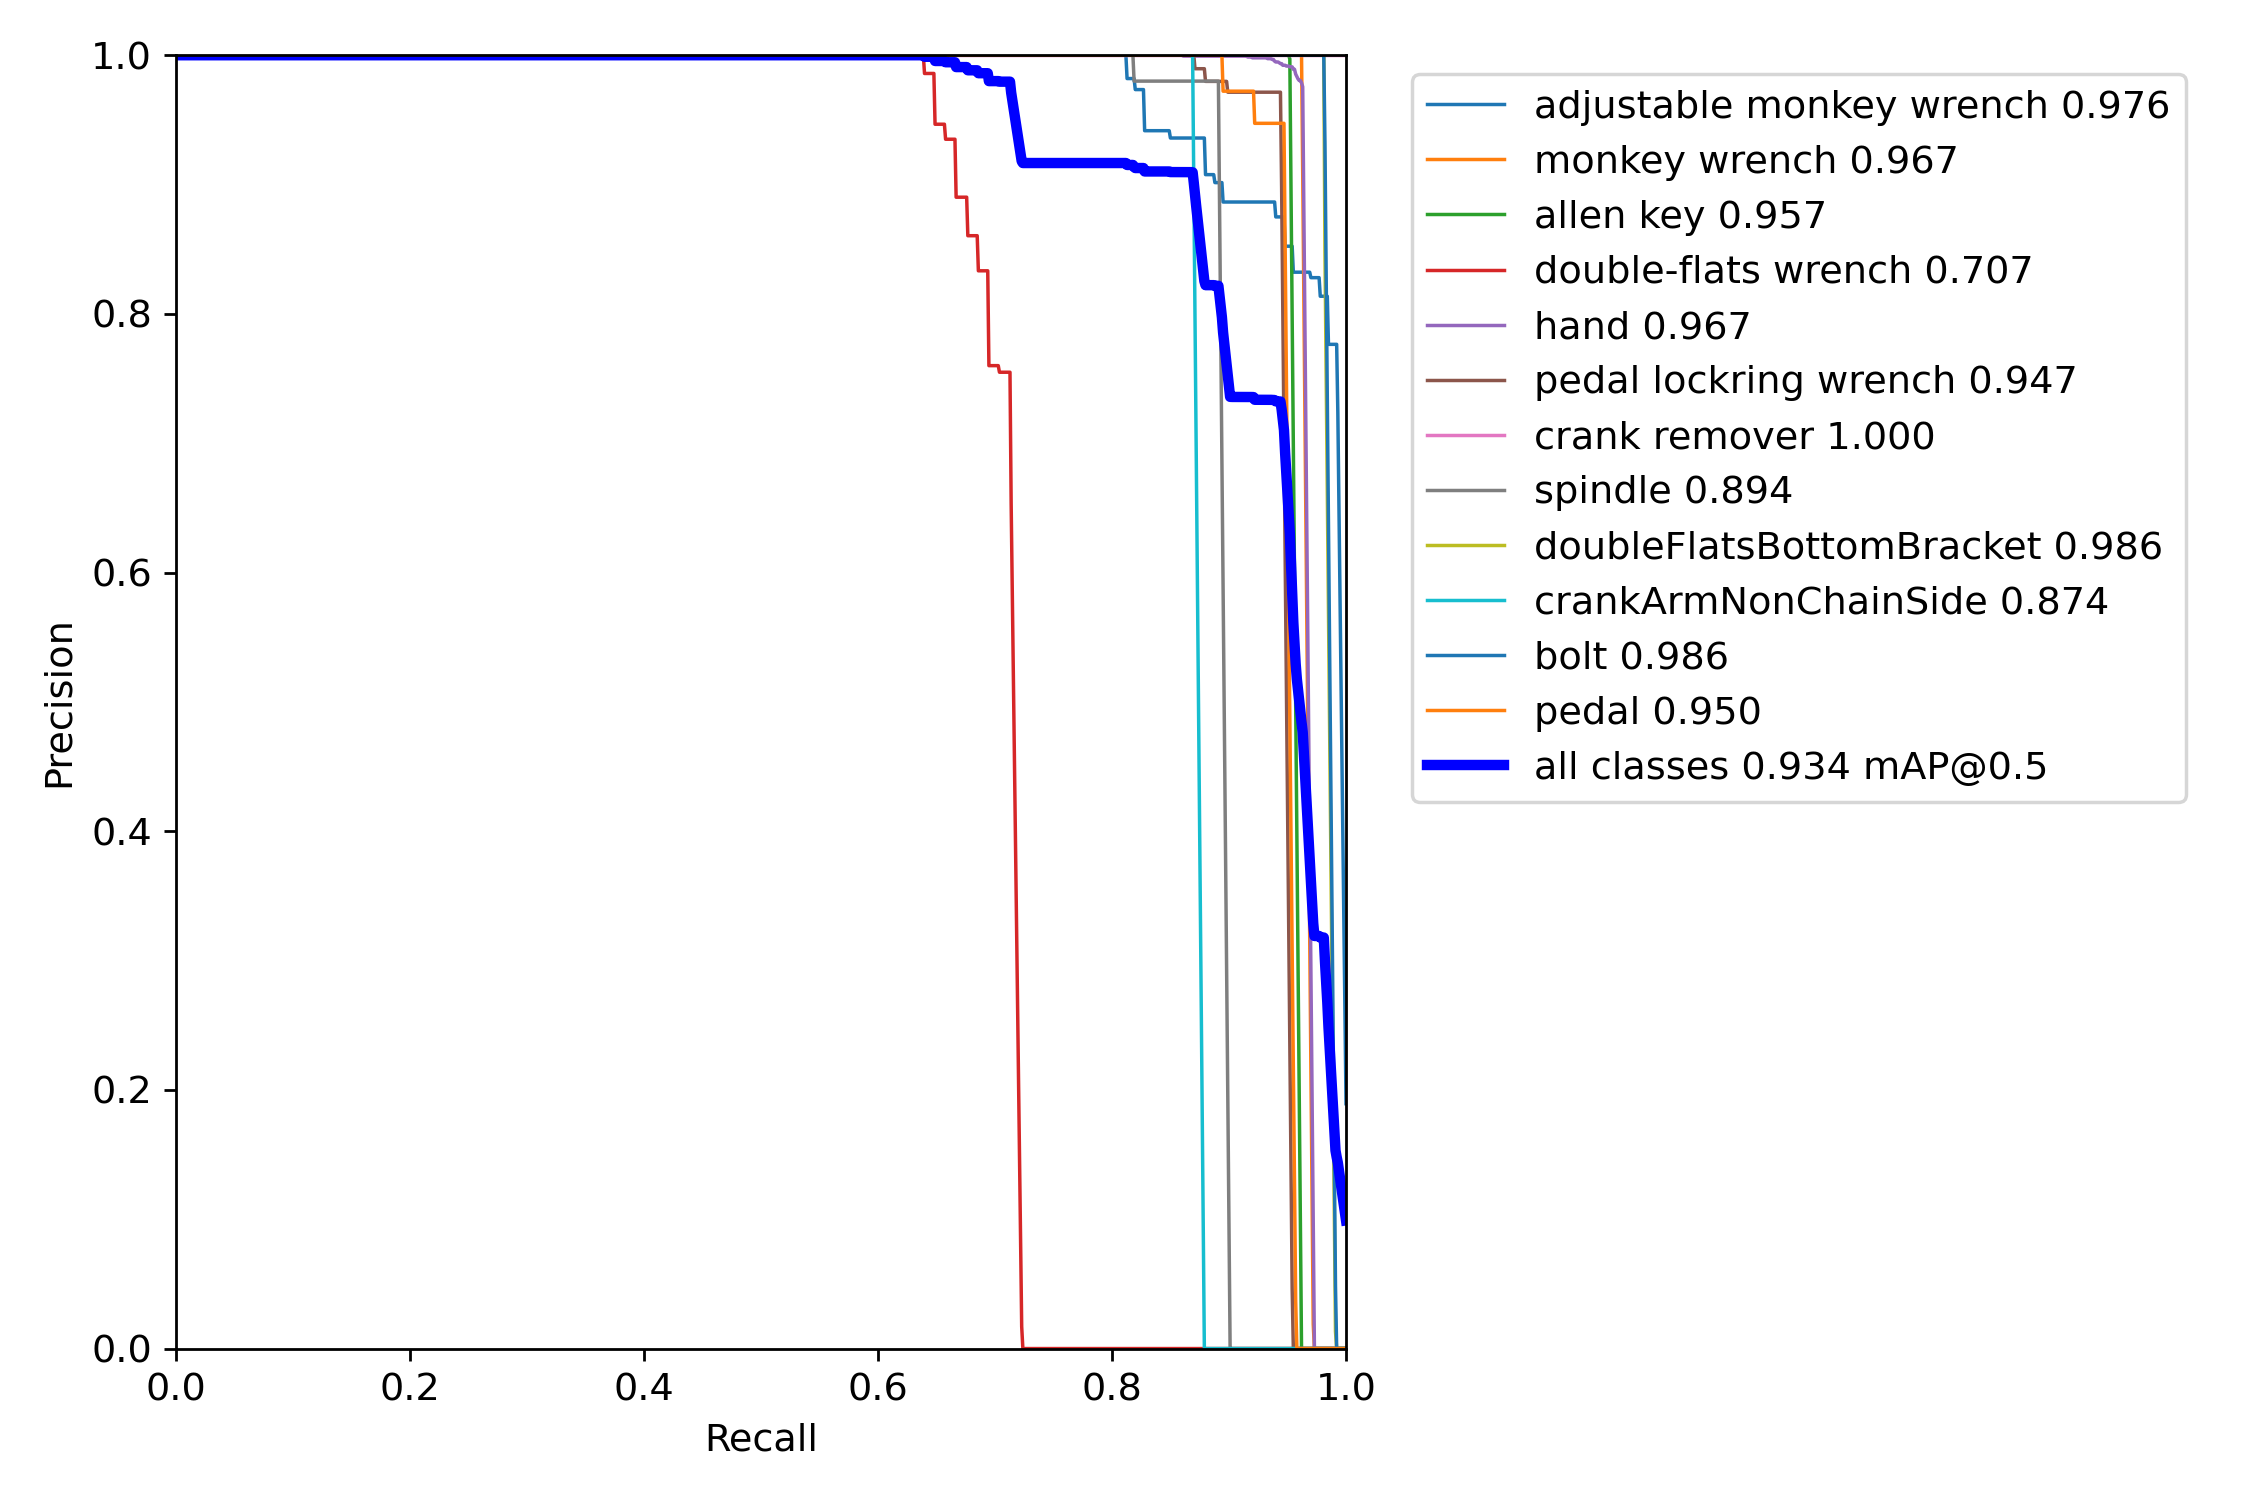 1.0
0.8
0.6
0.4
0.2
0.0
0.0 0.2 0.4 0.6 0.8 1.0
Precision
Recall
adjustable monkey wrench 0.976
monkey wrench 0.967
allen key 0.957
double-flats wrench 0.707
hand 0.967
pedal lockring wrench 0.947
crank remover 1.000
spindle 0.894
doubleFlatsBottomBracket 0.986
crankArmNonChainSide 0.874
bolt 0.986
pedal 0.950
all classes 0.934 mAP@0.5